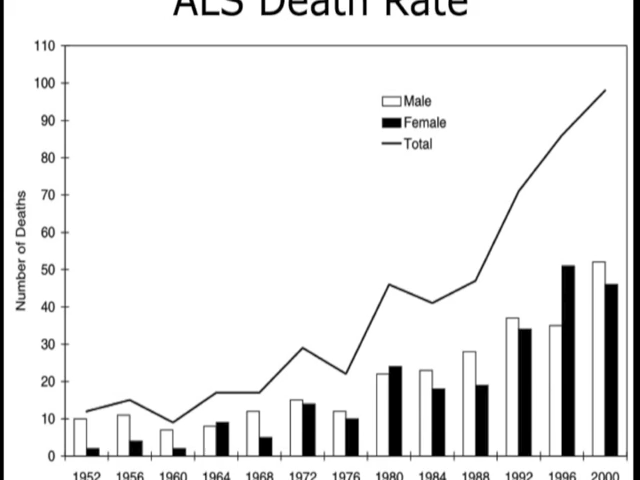 ALS Death Rate
110
100
90
80
70
60
50
40
30
20
10
0
Number of Deaths
Male
Female
Total
1952 1956 1960 1964 1968 1972 1976 1980 1984 1988 1992 1996 2000